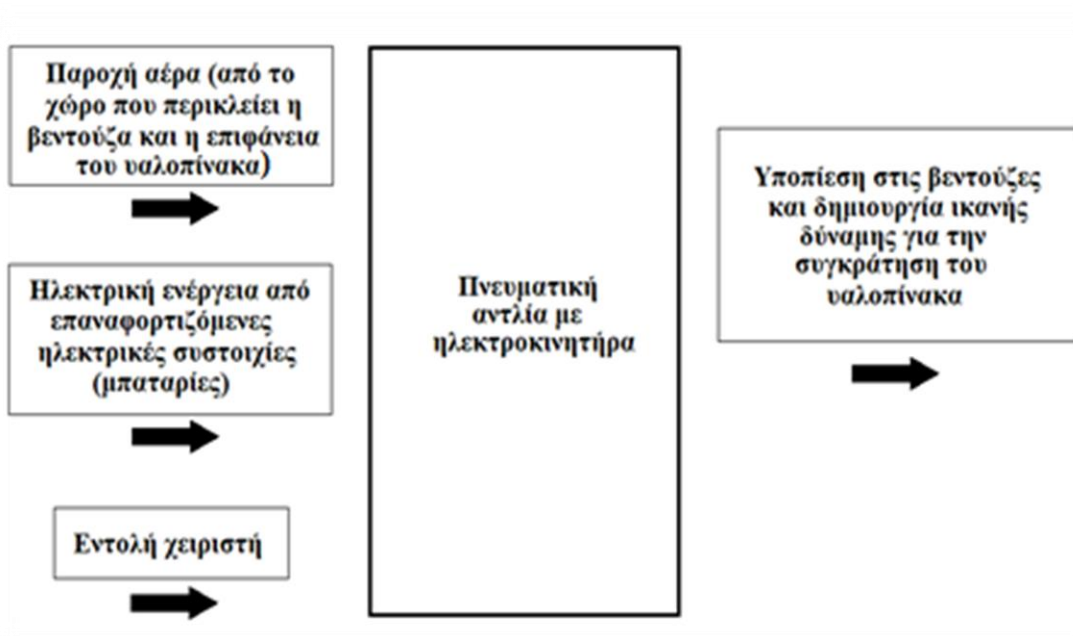 Παροχή αέρα (από το
χώρο που περικλείει η
βεντούζα και η επιφάνεια
του υαλοπίνακα)
Ηλεκτρική ενέργεια από
επαναφορτιζόμενες
ηλεκτρικές συστοιχίες
(μπαταρίες)
Εντολή χειριστή
Πνευματική
αντλία με
ηλεκτροκινητήρα
Υποπίεση στις βεντούζες
και δημιουργία ικανής
δύναμης για την
συγκράτηση του
υαλοπίνακα